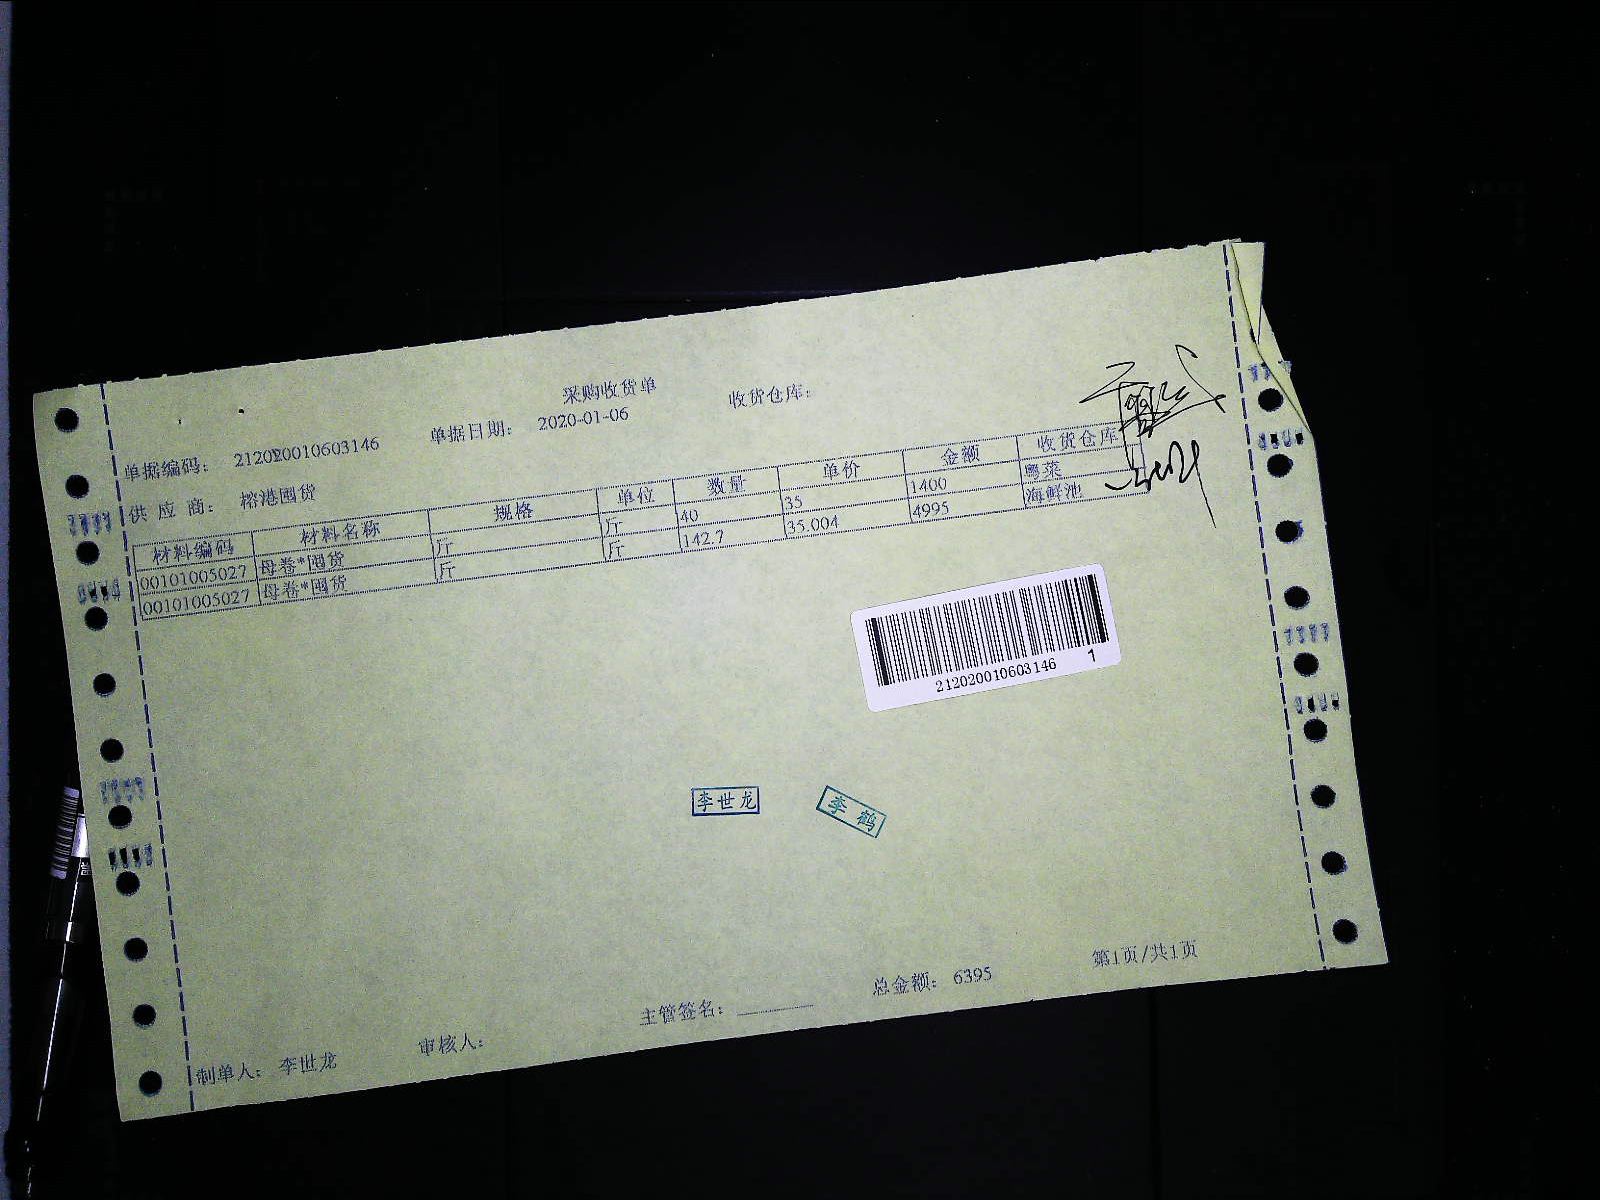 采购收货单
单据编码: 212020010603146 单据日期: 2020-01-06 收货仓库:
供 应 商: 榕港囤货
材料编码 材料名称 规格 单位 数量 单价 金额 收货仓库
00101005027 母卷*囤货 斤 斤 40 35 1400 粤菜
00101005027 母卷*囤货 斤 斤 142.7 35.004 4995 海鲜池
212020010603146 1
李世龙
李鹤
制单人: 李世龙 审核人: 主管签名: 总金额: 6395 第1页/共1页